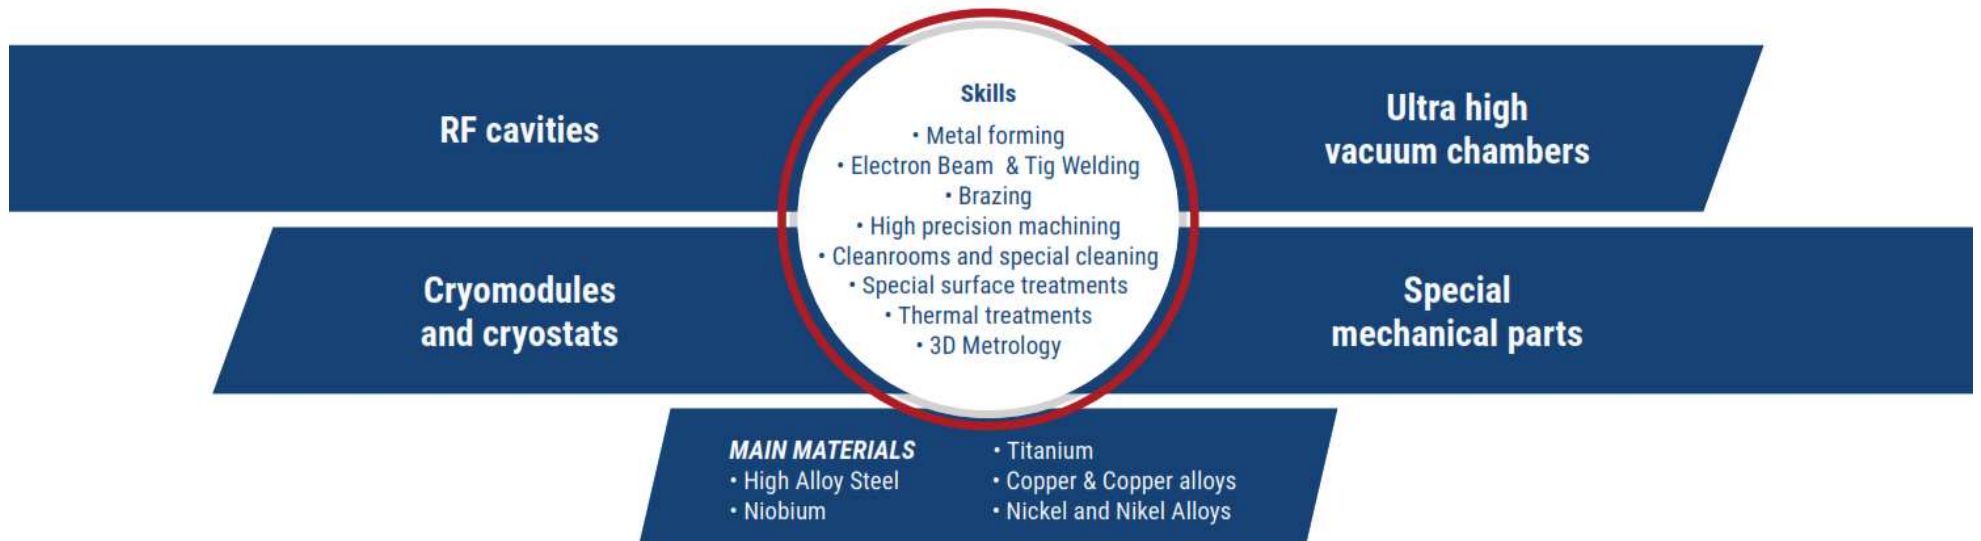 RF cavities
Skills
• Metal forming
• Electron Beam & Tig Welding
• Brazing
• High precision machining
• Cleanrooms and special cleaning
• Special surface treatments
• Thermal treatments
• 3D Metrology
Ultra high
vacuum chambers
Cryomodules
and cryostats
Special
mechanical parts
MAIN MATERIALS
• High Alloy Steel
• Niobium
• Titanium
• Copper & Copper alloys
• Nickel and Nikel Alloys